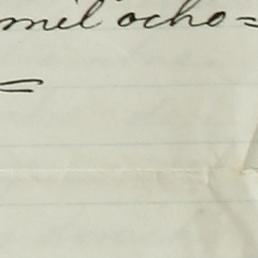 mil ocho=
=